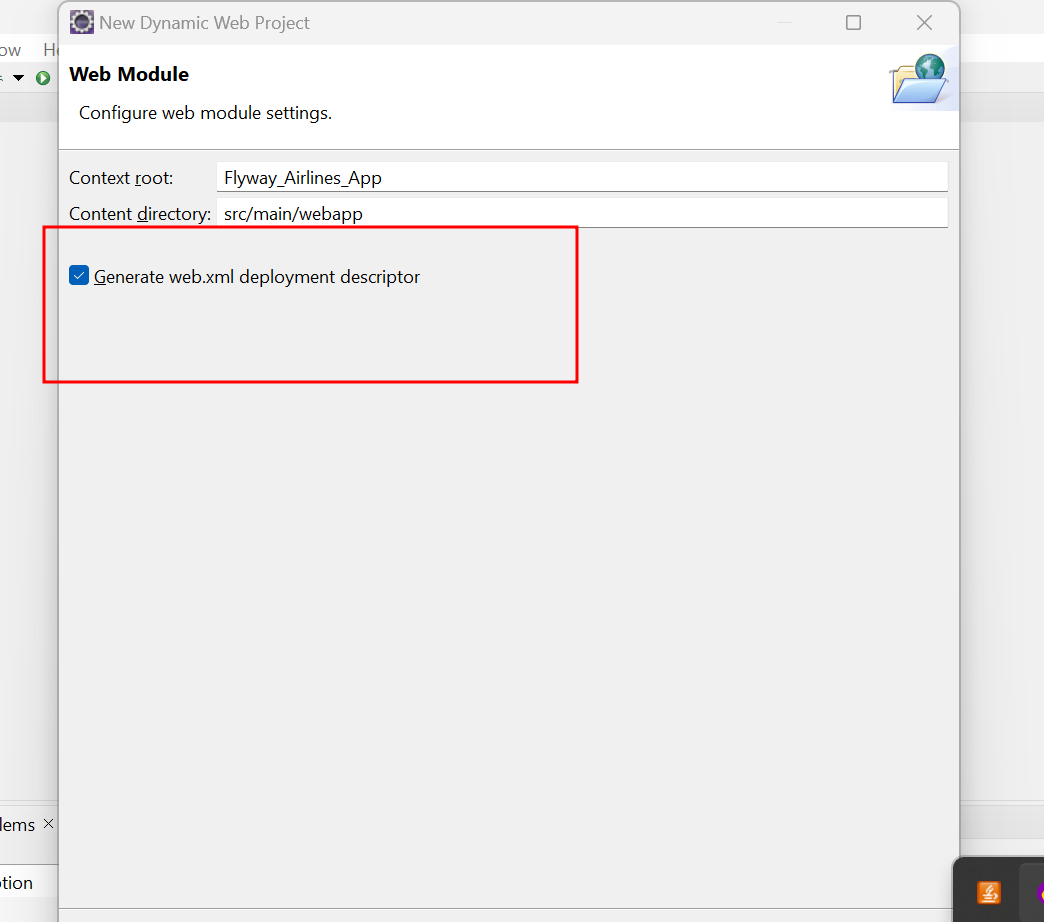 New Dynamic Web Project
ow He
Web Module
Configure web module settings.
Context root: Flyway_Airlines_App
Content directory: src/main/webapp
Generate web.xml deployment descriptor
lems
tion